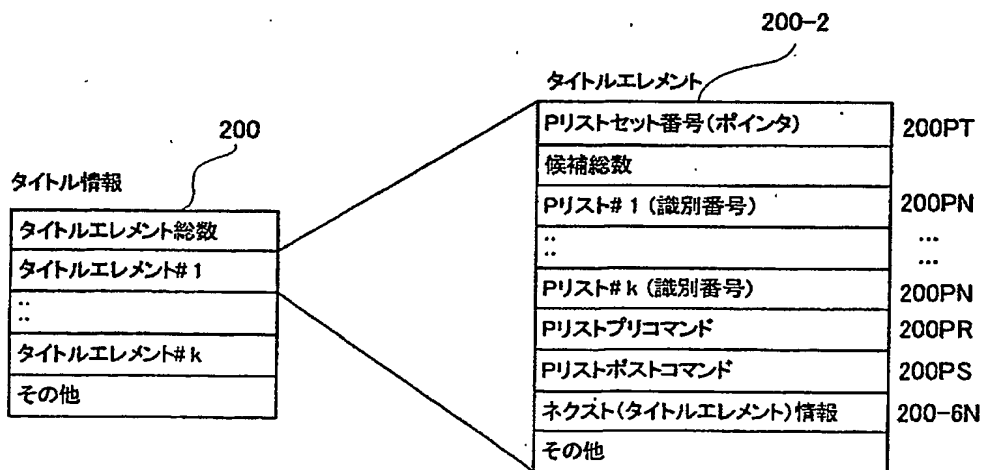 200-2
タイトルエレメント
Pリストセット番号(ポインタ) 200PT
候補総数
Pリスト#1(識別番号) 200PN
:: ...
:: ...
Pリスト#k(識別番号) 200PN
Pリストプリコマンド 200PR
Pリストポストコマンド 200PS
ネクスト(タイトルエレメント)情報 200-6N
その他
200
タイトル情報
タイトルエレメント総数
タイトルエレメント#1
::
タイトルエレメント#k
その他